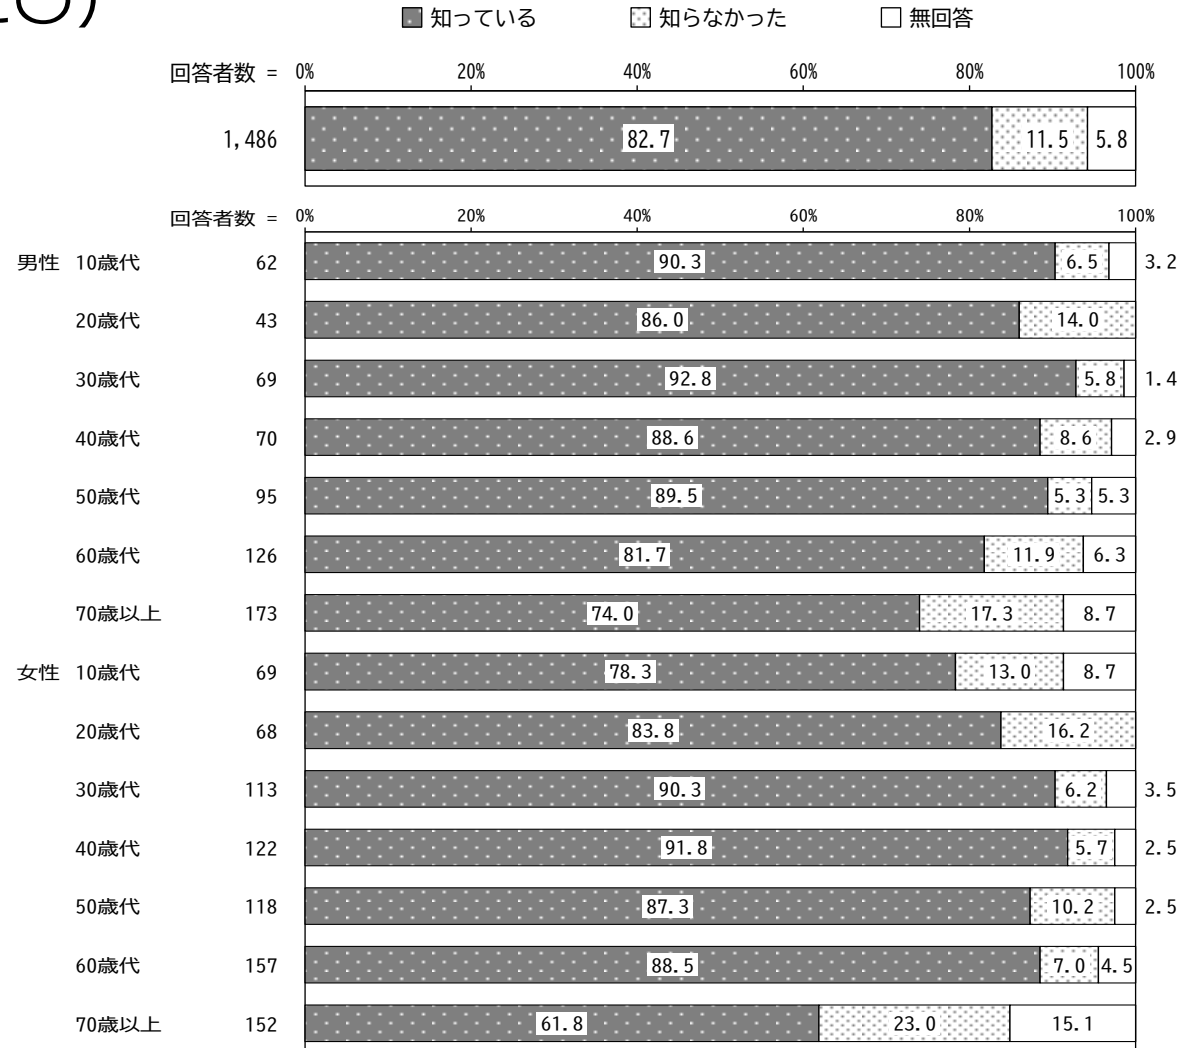 知っている 知らなかった 無回答
回答者数 = 0% 20% 40% 60% 80% 100%
1,486 82.7 11.5 5.8
回答者数 = 0% 20% 40% 60% 80% 100%
男性 10歳代 62 90.3 6.5 3.2
20歳代 43 86.0 14.0
30歳代 69 92.8 5.8 1.4
40歳代 70 88.6 8.6 2.9
50歳代 95 89.5 5.3 5.3
60歳代 126 81.7 11.9 6.3
70歳以上 173 74.0 17.3 8.7
女性 10歳代 69 78.3 13.0 8.7
20歳代 68 83.8 16.2
30歳代 113 90.3 6.2 3.5
40歳代 122 91.8 5.7 2.5
50歳代 118 87.3 10.2 2.5
60歳代 157 88.5 7.0 4.5
70歳以上 152 61.8 23.0 15.1